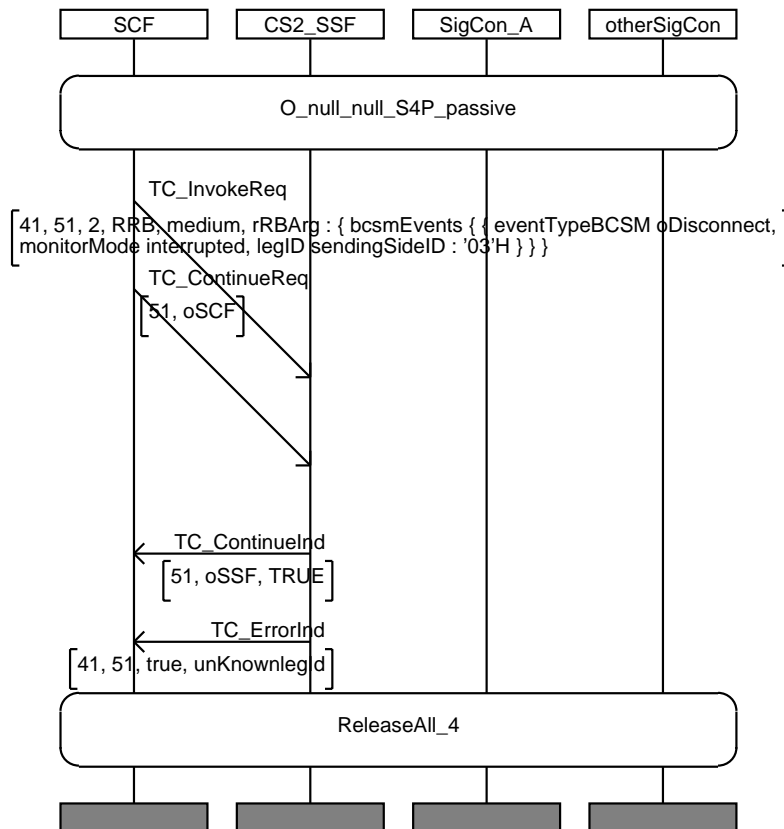 SCF CS2_SSF SigCon_A otherSigCon
O_null_null_S4P_passive
TC_InvokeReq
41, 51, 2, RRB, medium, rRBArg : { bcsmEvents { { eventTypeBCSM oDisconnect,
monitorMode interrupted, legID sendingSideID : '03'H } } }
TC_ContinueReq
51, oSCF
TC_ContinueInd
51, oSSF, TRUE
TC_ErrorInd
41, 51, true, unKnownlegId
ReleaseAll_4